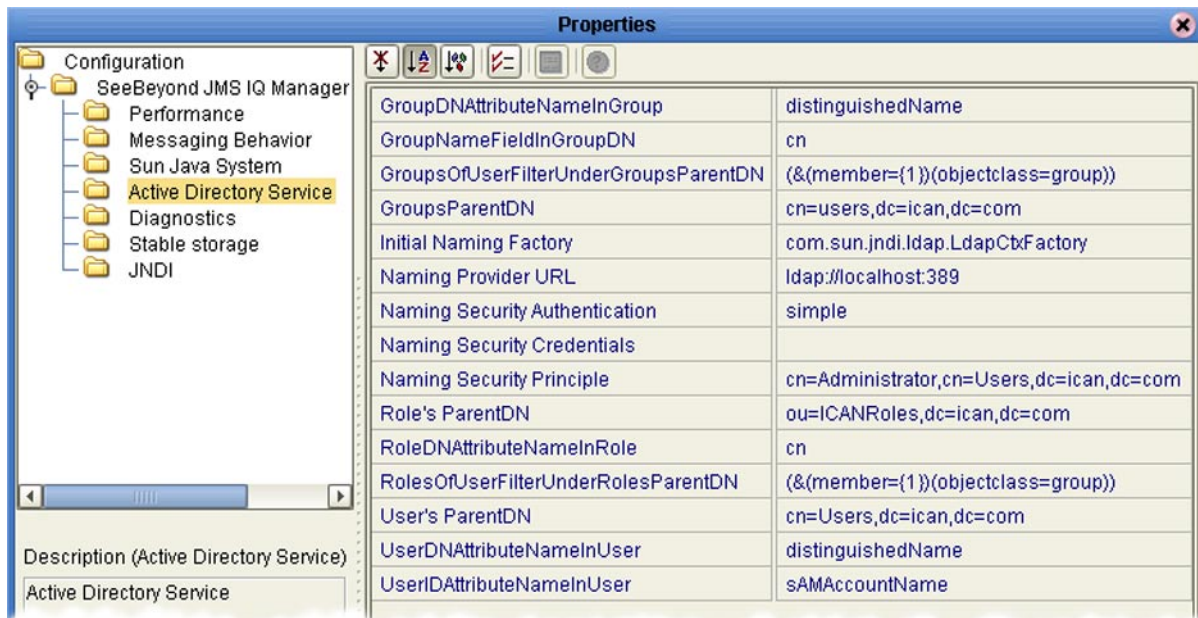 Properties
Configuration
SeeBeyond JMS IQ Manager
Performance
Messaging Behavior
Sun Java System
Active Directory Service
Diagnostics
Stable storage
JNDI
Description (Active Directory Service)
Active Directory Service
GroupDNAttributeNameInGroup distinguishedName
GroupNameFieldInGroupDN cn
GroupsOfUserFilterUnderGroupsParentDN (&(member={1})(objectclass=group))
GroupsParentDN cn=users,dc=ican,dc=com
Initial Naming Factory com.sun.jndi.ldap.LdapCtxFactory
Naming Provider URL ldap://localhost:389
Naming Security Authentication simple
Naming Security Credentials
Naming Security Principle cn=Administrator,cn=Users,dc=ican,dc=com
Role's ParentDN ou=ICANRoles,dc=ican,dc=com
RoleDNAttributeNameInRole cn
RolesOfUserFilterUnderRolesParentDN (&(member={1})(objectclass=group))
User's ParentDN cn=Users,dc=ican,dc=com
UserDNAttributeNameInUser distinguishedName
UserIDAttributeNameInUser sAMAccountName